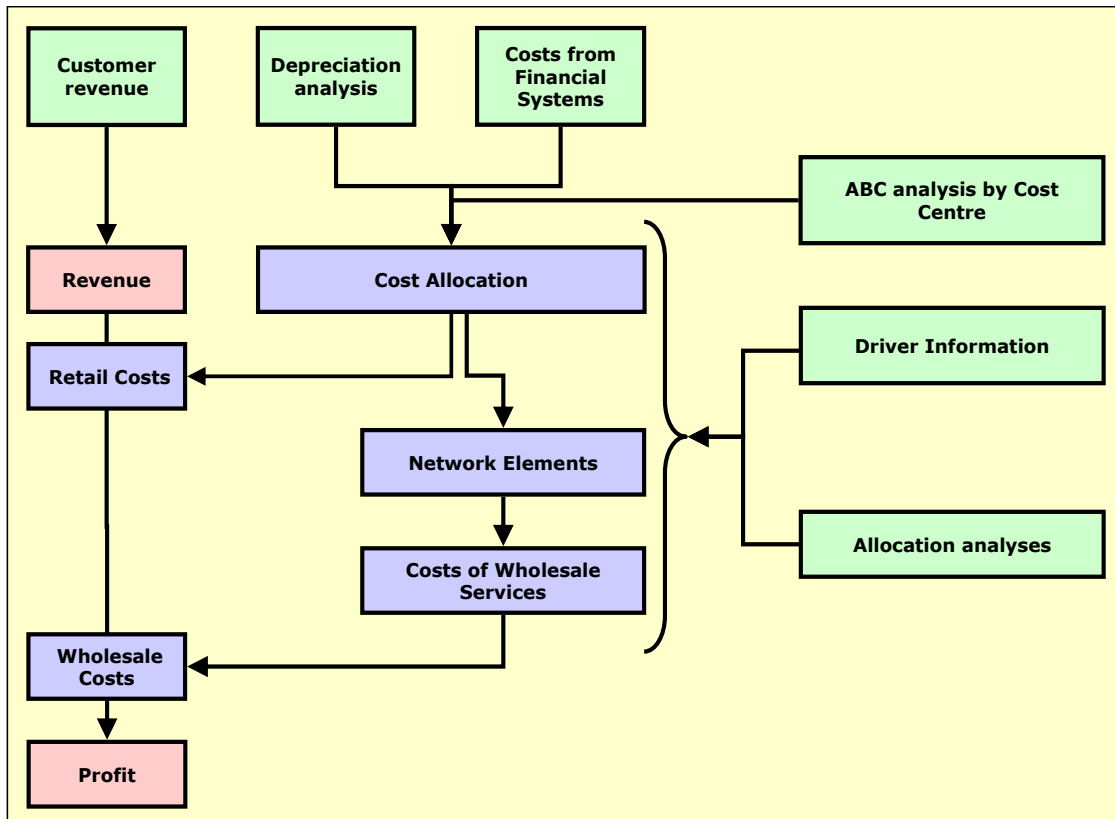 Customer
revenue
Depreciation
analysis
Costs from
Financial
Systems
ABC analysis by Cost
Centre
Revenue
Cost Allocation
Driver Information
Retail Costs
Network Elements
Allocation analyses
Costs of Wholesale
Services
Wholesale
Costs
Profit